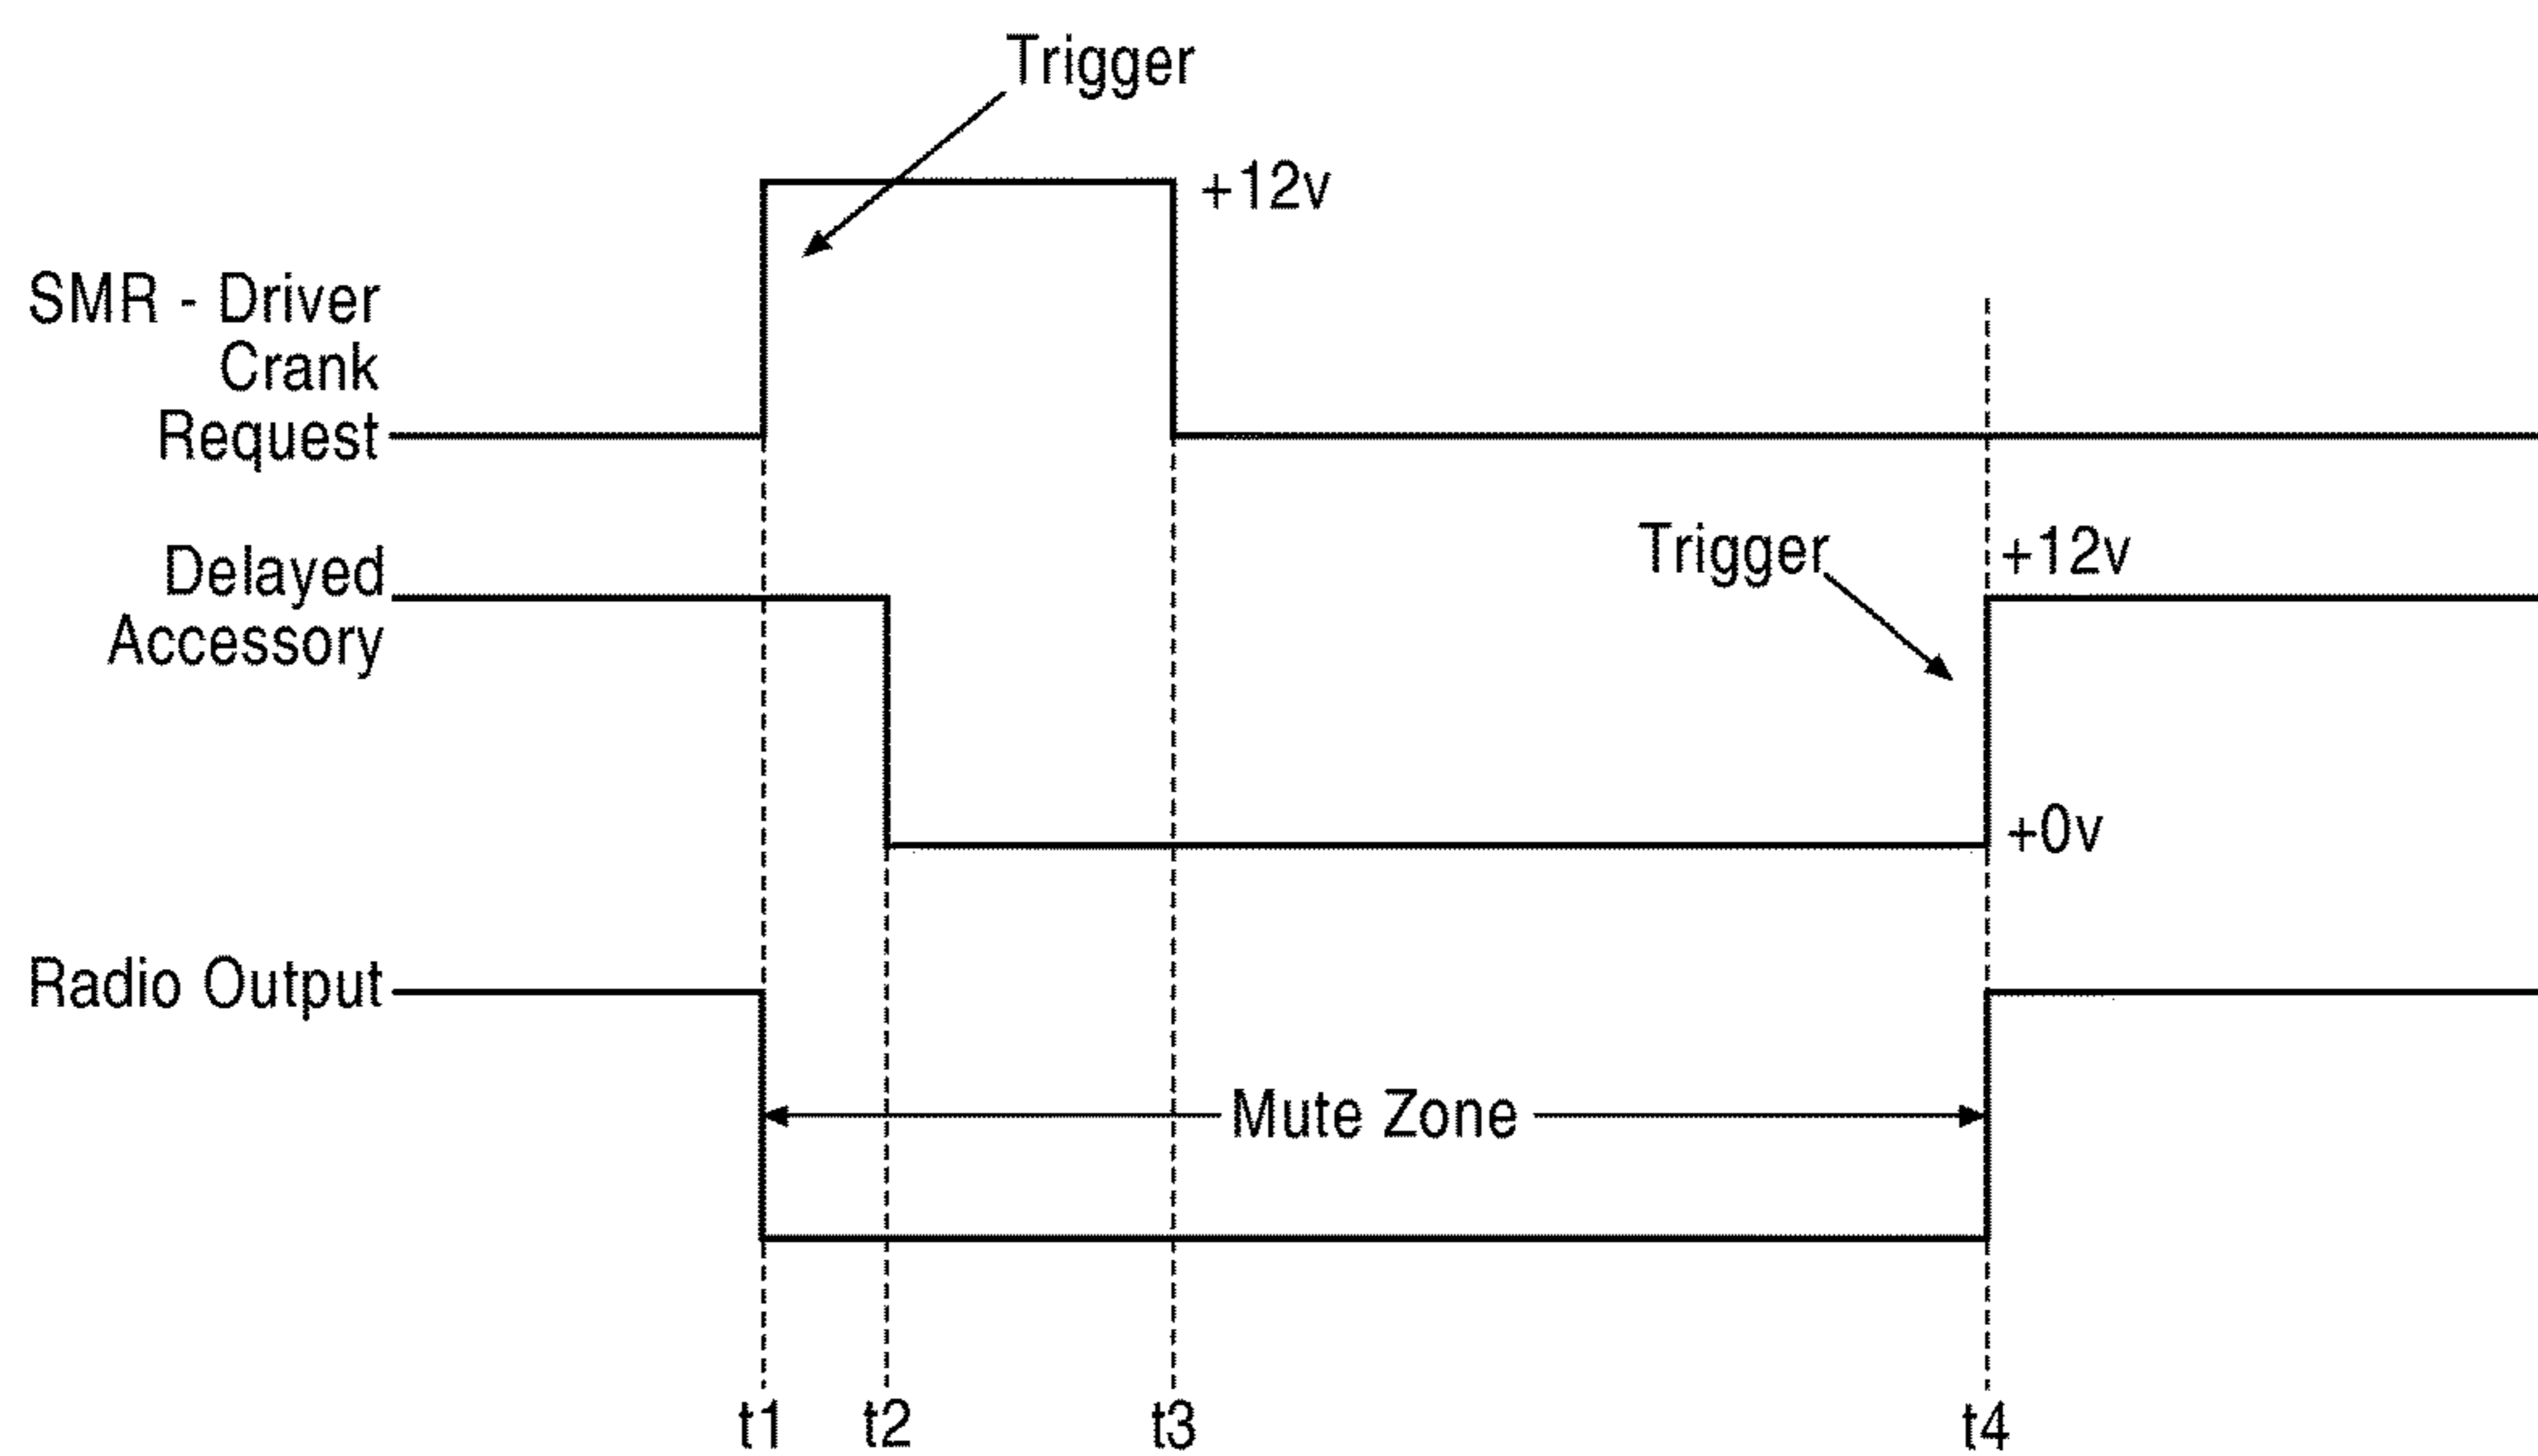 Trigger
+12v
SMR - Driver
Crank
Request
Trigger
+12v
Delayed
Accessory
+0v
Radio Output
Mute Zone
t1 t2 t3 t4